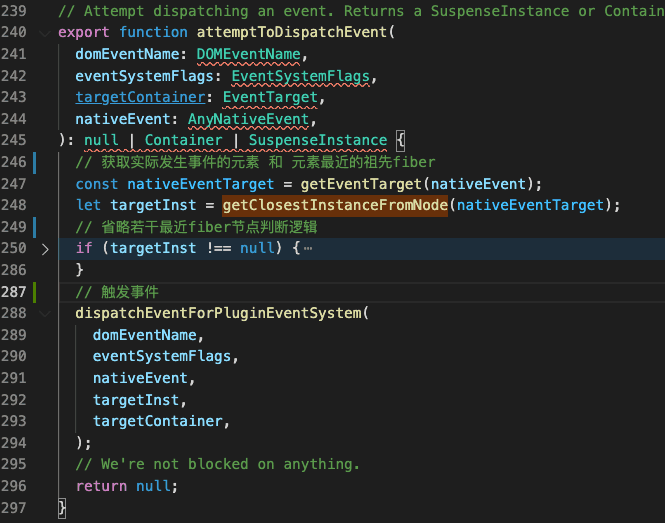 239 // Attempt dispatching an event. Returns a SuspenseInstance or Contain
240 export function attemptToDispatchEvent(
241 domEventName: DOMEventName,
242 eventSystemFlags: EventSystemFlags,
243 targetContainer: EventTarget,
244 nativeEvent: AnyNativeEvent,
245 ): null | Container | SuspenseInstance {
246 // 获取实际发生事件的元素 和 元素最近的祖先fiber
247 const nativeEventTarget = getEventTarget(nativeEvent);
248 let targetInst = getClosestInstanceFromNode(nativeEventTarget);
249 // 省略若干最近fiber节点判断逻辑
250 if (targetInst !== null) {⋯
286 }
287 // 触发事件
288 dispatchEventForPluginEventSystem(
289 domEventName,
290 eventSystemFlags,
291 nativeEvent,
292 targetInst,
293 targetContainer,
294 );
295 // We're not blocked on anything.
296 return null;
297 }